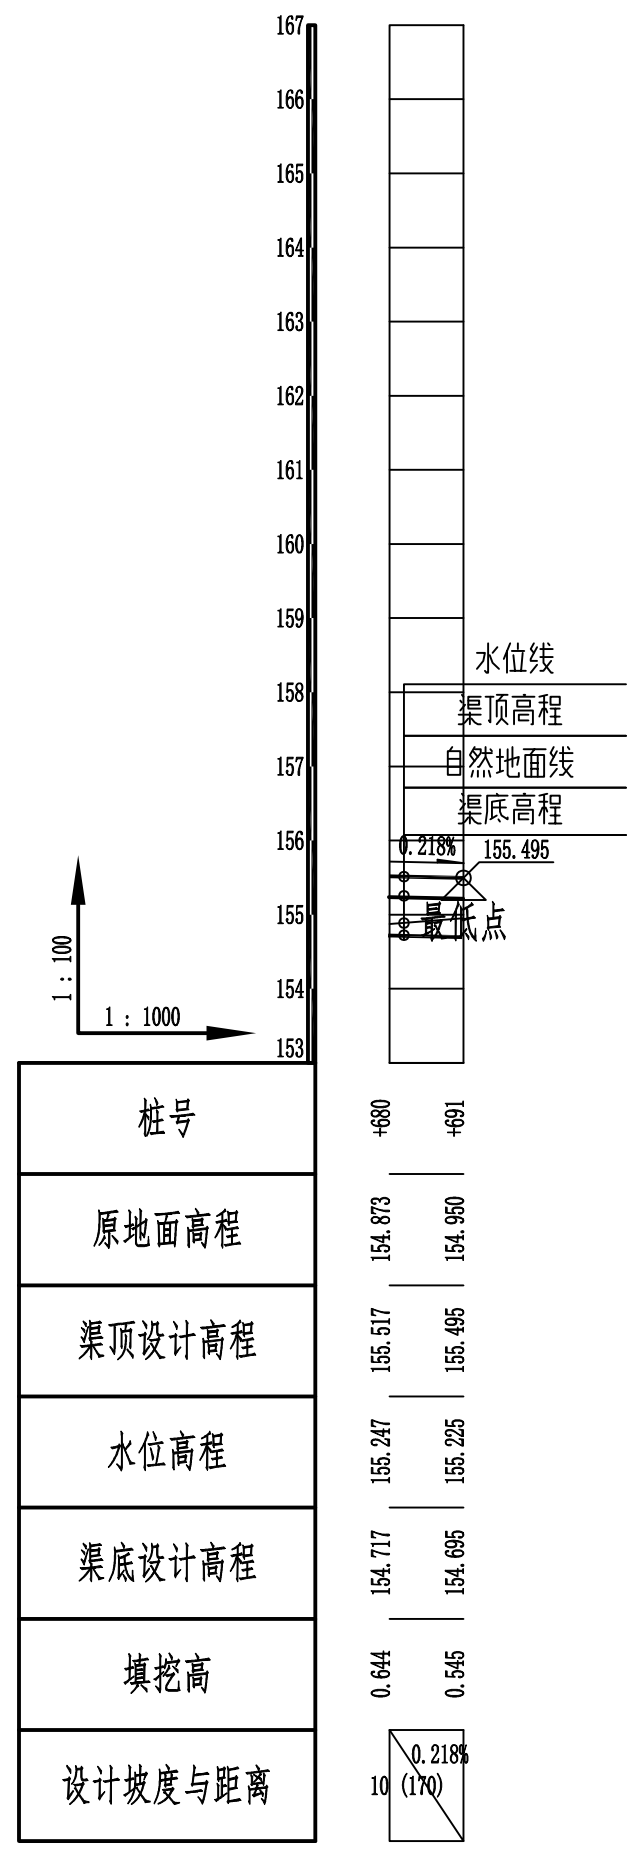 167
166
165
164
163
162
161
160
159
158
157
156
155
154
153
水位线
渠顶高程
自然地面线
渠底高程
0.218%
155.495
最低点
1 : 100
1 : 1000
桩号 +680 +691
原地面高程 154.873 154.950
渠顶设计高程 155.517 155.495
水位高程 155.247 155.225
渠底设计高程 154.717 154.695
填挖高 0.644 0.545
设计坡度与距离 0.218%
10 (170)